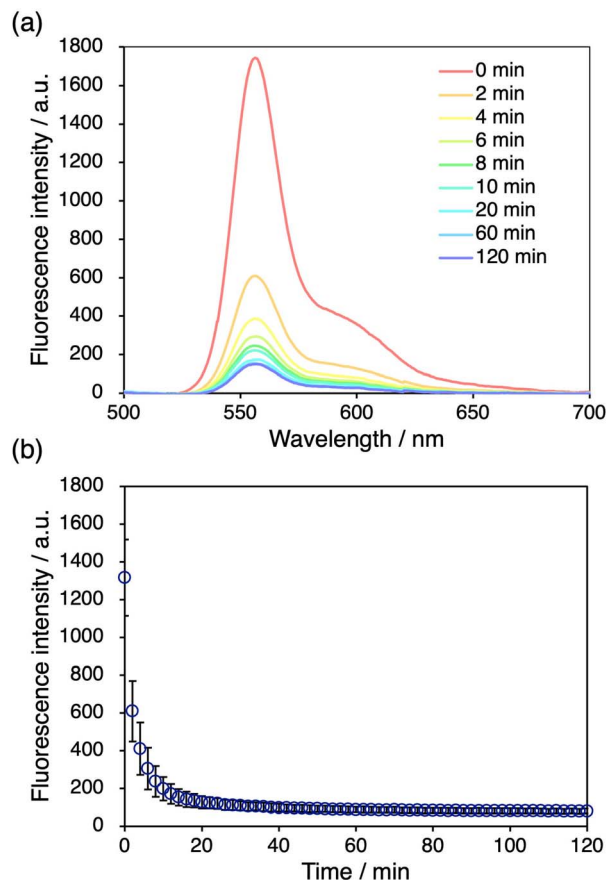 (a)
1800
1600
1400
1200
1000
800
600
400
200
0
Fluorescence intensity / a.u.
0 min
2 min
4 min
6 min
8 min
10 min
20 min
60 min
120 min
500 550 600 650 700
Wavelength / nm
(b)
1800
1600
1400
1200
1000
800
600
400
200
0
Fluorescence intensity / a.u.
0 20 40 60 80 100 120
Time / min